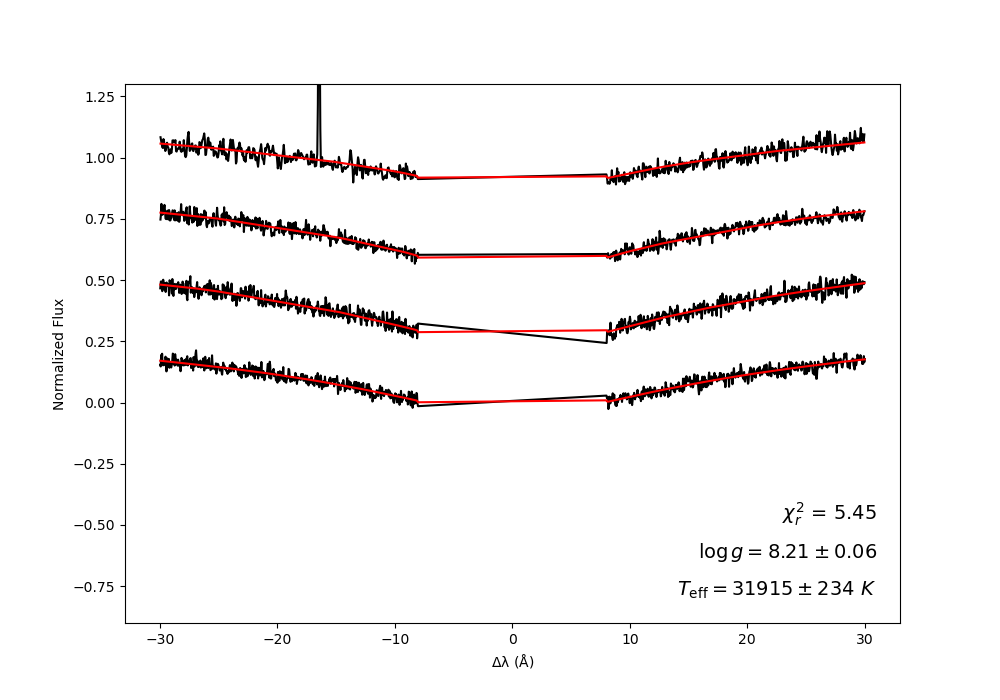 1.25
1.00
0.75
0.50
0.25
0.00
−0.25
−0.50
−0.75
Normalized Flux
χ²ᵣ = 5.45
log g = 8.21 ± 0.06
T_eff = 31915 ± 234 K
−30 −20 −10 0 10 20 30
Δλ (Å)